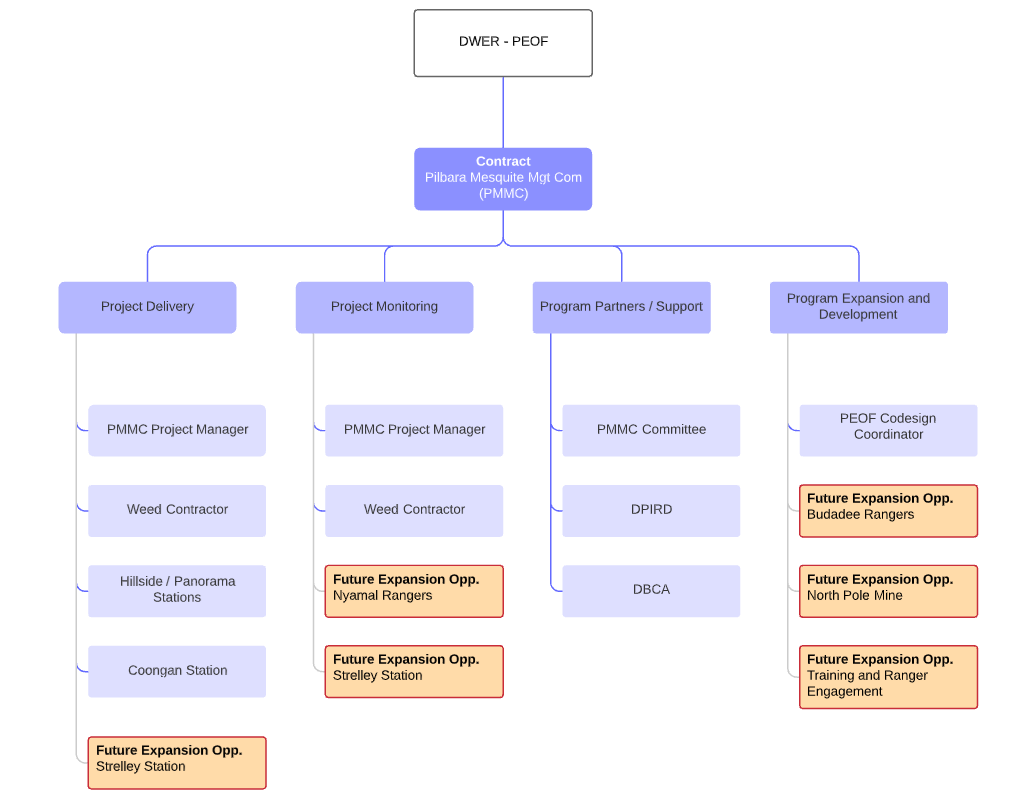 DWER - PEOF
Contract
Pilbara Mesquite Mgt Com
(PMMC)
Project Delivery
PMMC Project Manager
Weed Contractor
Hillside / Panorama
Stations
Coongan Station
Future Expansion Opp.
Strelley Station
Project Monitoring
PMMC Project Manager
Weed Contractor
Future Expansion Opp.
Nyamal Rangers
Future Expansion Opp.
Strelley Station
Program Partners / Support
PMMC Committee
DPIRD
DBCA
Program Expansion and
Development
PEOF Codesign
Coordinator
Future Expansion Opp.
Budadee Rangers
Future Expansion Opp.
North Pole Mine
Future Expansion Opp.
Training and Ranger
Engagement